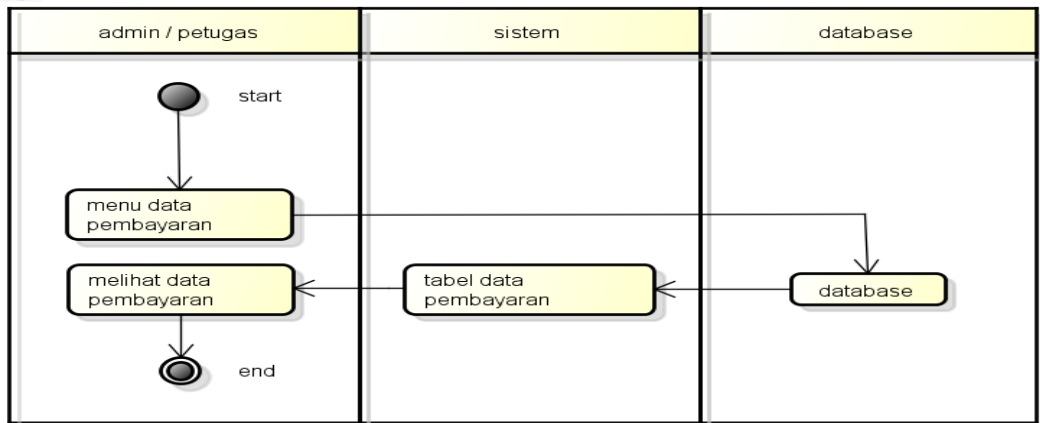 admin / petugas
sistem
database
start
menu data
pembayaran
melihat data
pembayaran
tabel data
pembayaran
database
end